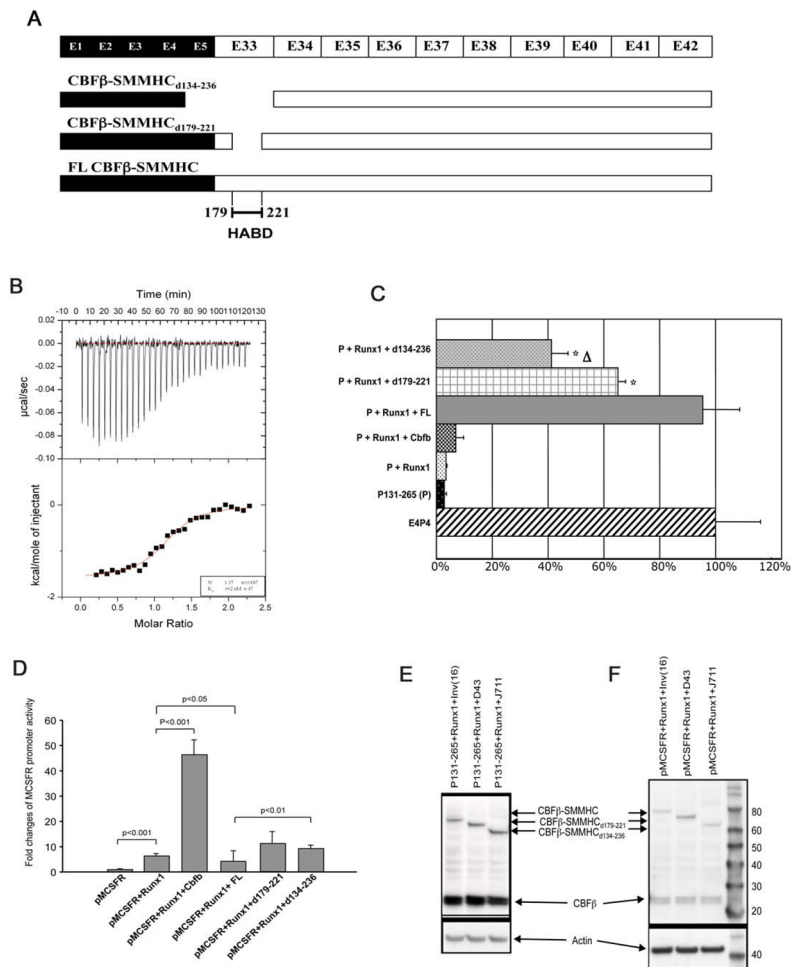 A
E1 E2 E3 E4 E5 E33 E34 E35 E36 E37 E38 E39 E40 E41 E42
CBFβ-SMMHCd134-236
CBFβ-SMMHCd179-221
FL CBFβ-SMMHC
179 221
HABD
B
Time (min)
-10 0 10 20 30 40 50 60 70 80 90 100 110 120 130
0.02
0.00
-0.02
-0.04
-0.06
-0.08
-0.10
µcal/sec
0
-2
kcal/mole of injectant
0.0 0.5 1.0 1.5 2.0 2.5
Molar Ratio
C
P + Runx1 + d134-236
* Δ
P + Runx1 + d179-221
*
P + Runx1 + FL
P + Runx1 + Cbfb
P + Runx1
P131-265 (P)
E4P4
0% 20% 40% 60% 80% 100% 120%
D
Fold changes of MCSFR promoter activity
60
50
40
30
20
10
0
p<0.001
P<0.001
p<0.05
p<0.01
pMCSFR
pMCSFR+Runx1
pMCSFR+Runx1+Cbfb
pMCSFR+Runx1+ FL
pMCSFR+Runx1+d179-221
pMCSFR+Runx1+d134-236
E
P131-265+Runx1+Inv(16)
P131-265+Runx1+D43
P131-265+Runx1+J711
CBFβ-SMMHC
CBFβ-SMMHCd179-221
CBFβ-SMMHCd134-236
CBFβ
Actin
F
pMCSFR+Runx1+Inv(16)
pMCSFR+Runx1+D43
pMCSFR+Runx1+J711
80
60
50
40
30
20
40